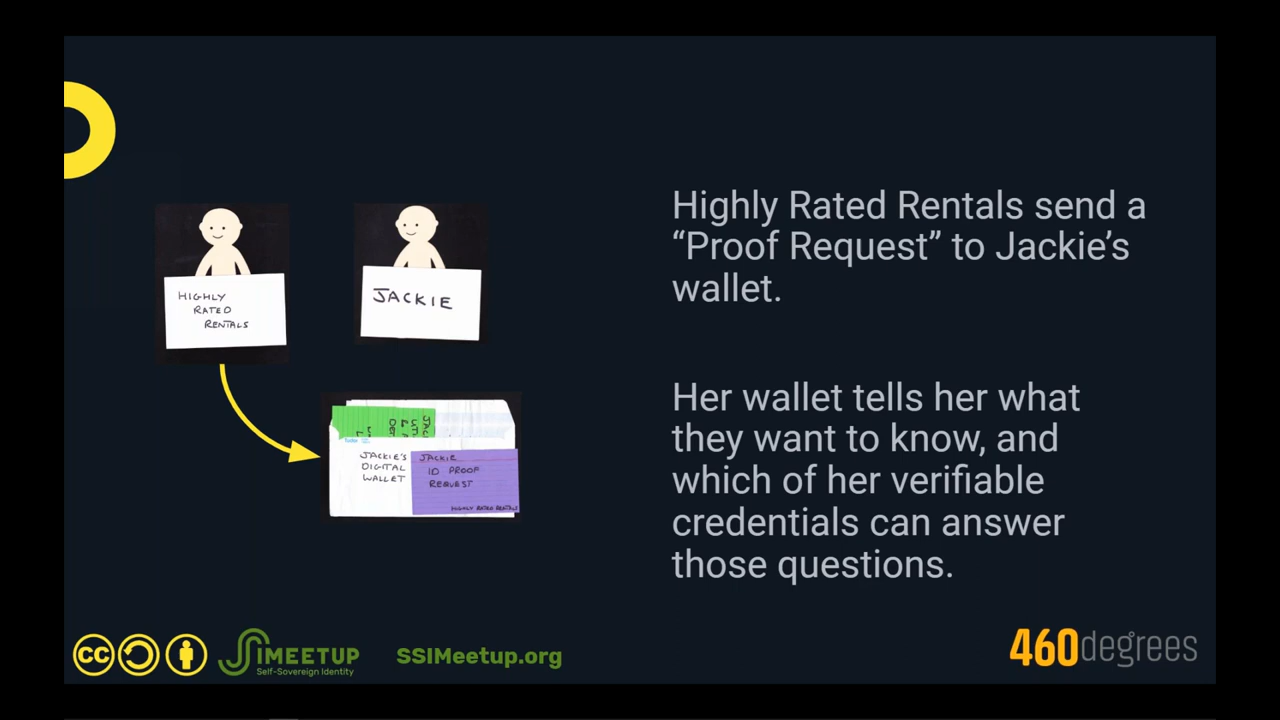 Highly Rated Rentals send a
“Proof Request” to Jackie’s
wallet.
Her wallet tells her what
they want to know, and
which of her verifiable
credentials can answer
those questions.
HIGHLY
RATED
RENTALS
JACKIE
JACKIE'S
DIGITAL
WALLET
JACKIE
ID PROOF
REQUEST
HIGHLY RATED RENTALS
CC
SIMEETUP
Self-Sovereign Identity
SSIMeetup.org
460degrees